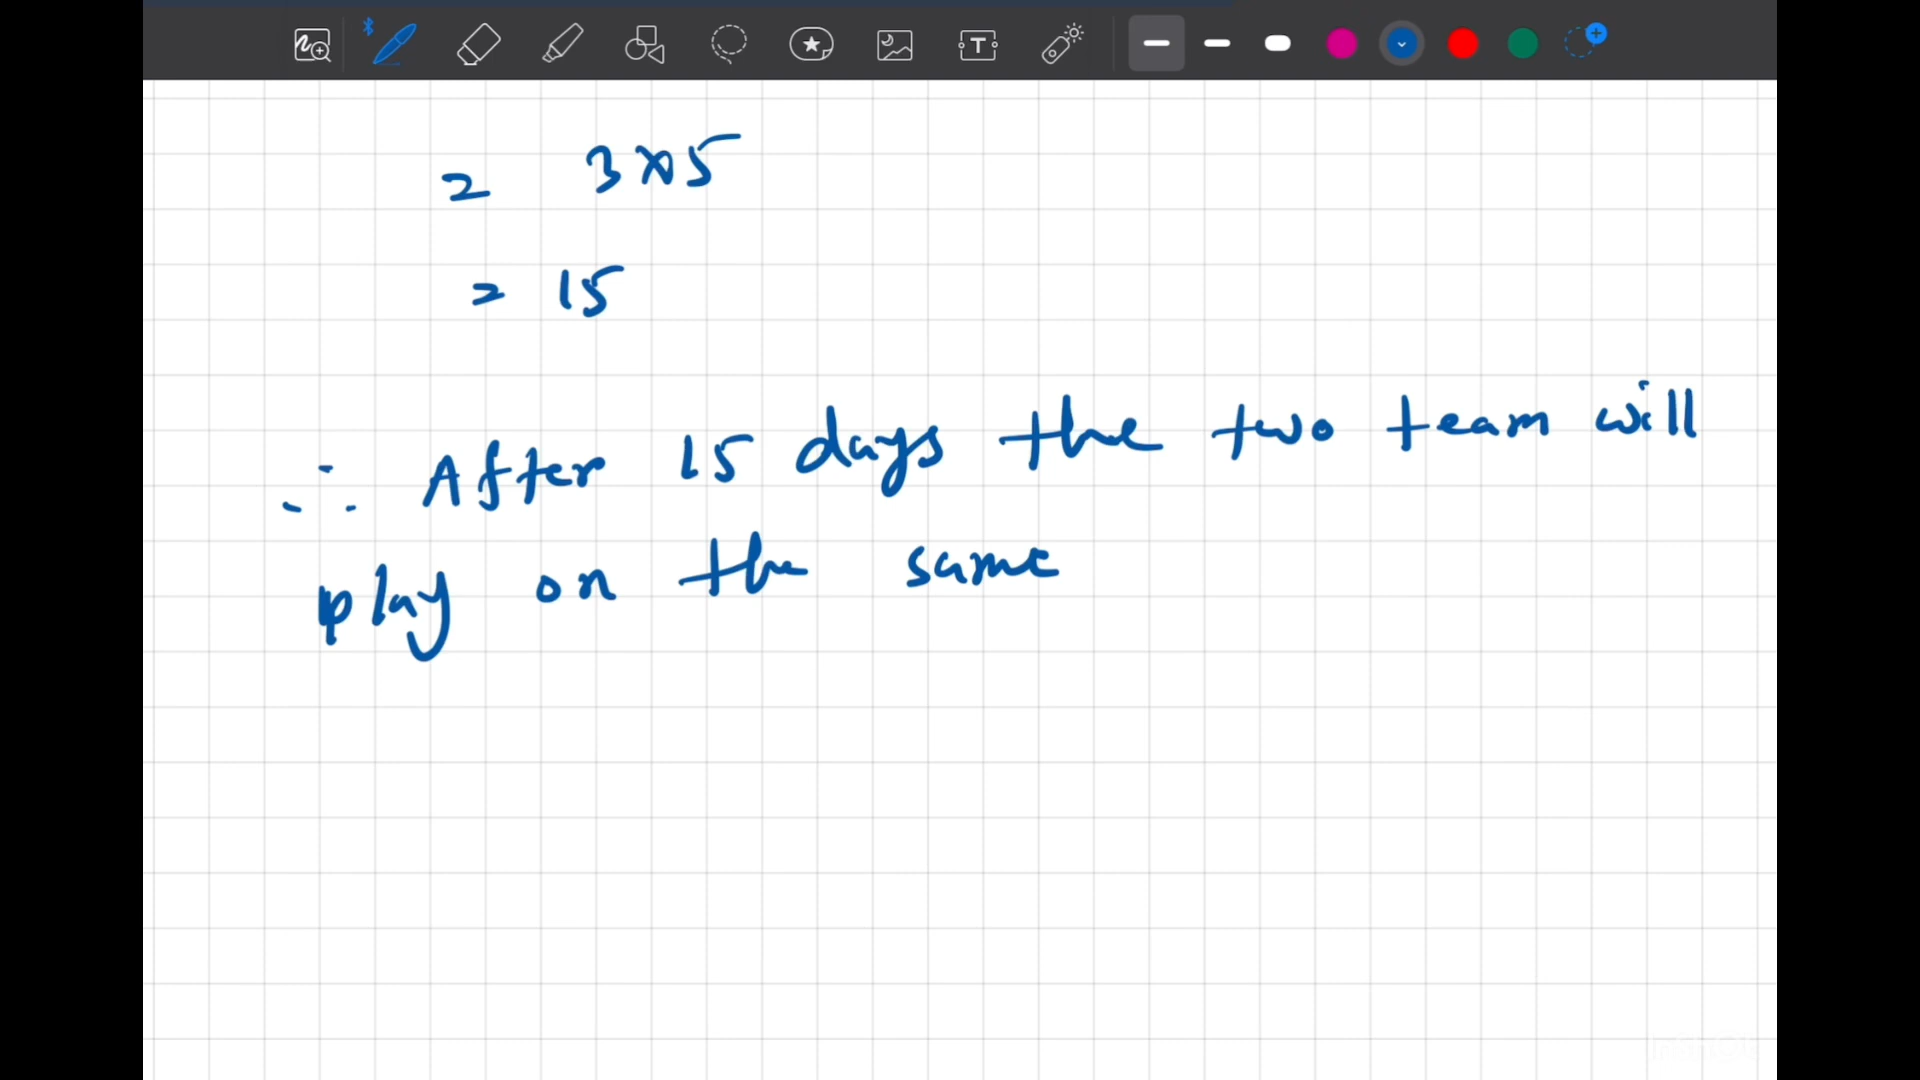 = 3×5
= 15
∴ After 15 days the two team will
play on the same